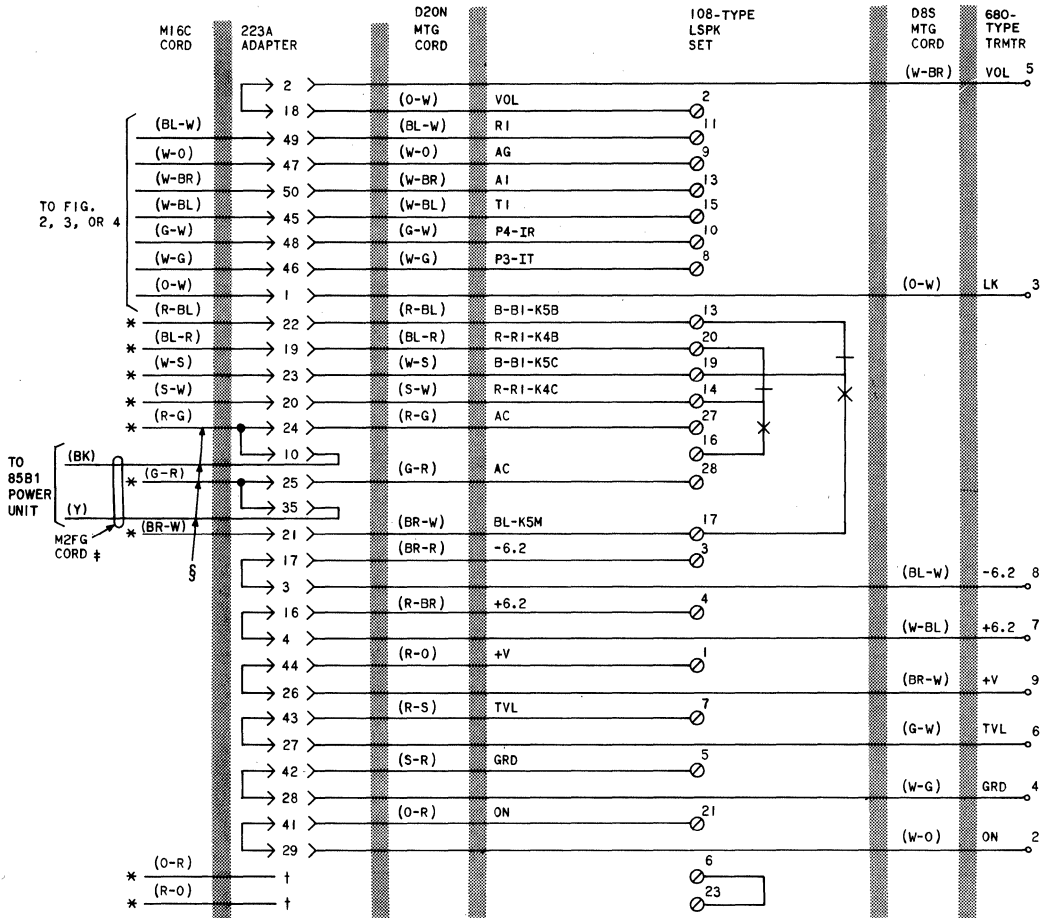 M16C CORD
223A ADAPTER
D20N MTG CORD
108-TYPE LSPK SET
D8S MTG CORD
680-TYPE TRMTR
2 (W-BR) VOL 5
18 (O-W) VOL 2
(BL-W) 49 (BL-W) R1 11
(W-O) 47 (W-O) AG 9
(W-BR) 50 (W-BR) A1 13
TO FIG. 2, 3, OR 4
(W-BL) 45 (W-BL) T1 15
(G-W) 48 (G-W) P4-IR 10
(W-G) 46 (W-G) P3-IT 8
(O-W) 1 (O-W) LK 3
* (R-BL) 22 (R-BL) B-B1-K5B 13
* (BL-R) 19 (BL-R) R-R1-K4B 20
* (W-S) 23 (W-S) B-B1-K5C 19
* (S-W) 20 (S-W) R-R1-K4C 14
* (R-G) 24 (R-G) AC 27
10 16
TO 85B1 POWER UNIT
(BK)
* (G-R) 25 (G-R) AC 28
(Y) 35
* (BR-W) 21 (BR-W) BL-K5M 17
M2FG CORD ‡
§
17 (BR-R) -6.2 3
3 (BL-W) -6.2 8
16 (R-BR) +6.2 4
4 (W-BL) +6.2 7
44 (R-O) +V 1
26 (BR-W) +V 9
43 (R-S) TVL 7
27 (G-W) TVL 6
42 (S-R) GRD 5
28 (W-G) GRD 4
41 (O-R) ON 21
29 (W-O) ON 2
* (O-R) † 6
* (R-O) † 23